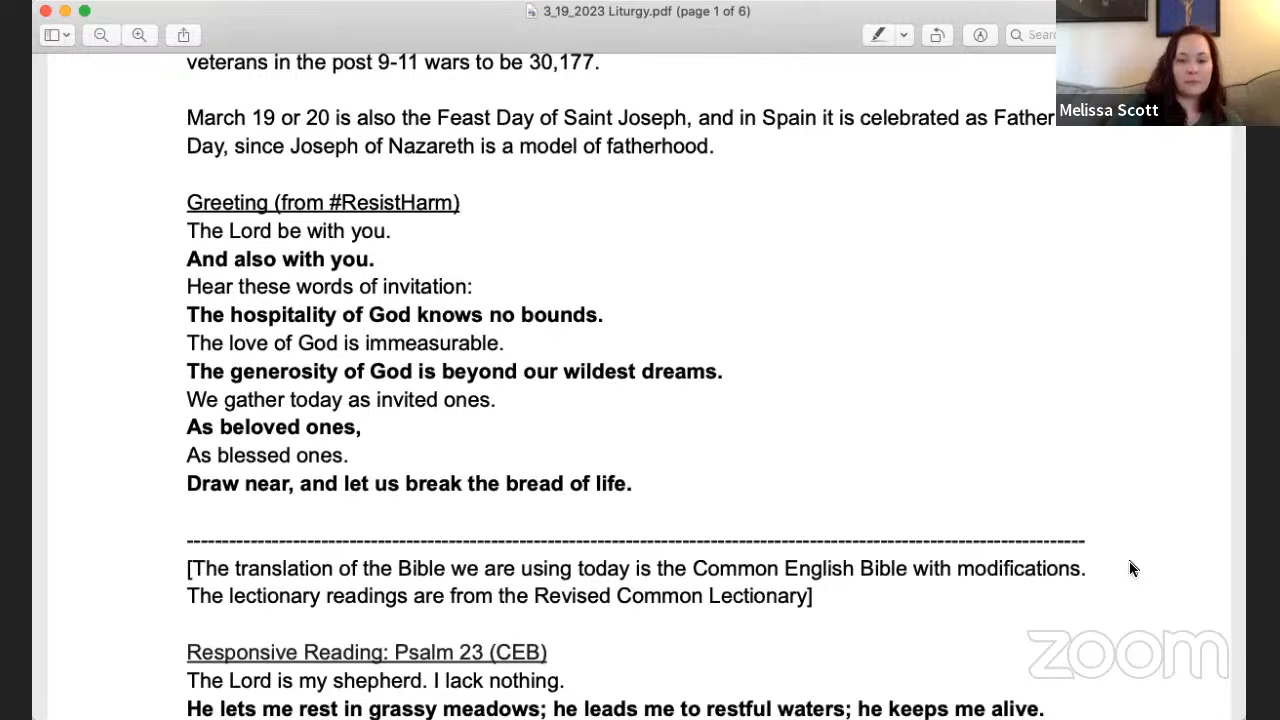 3_19_2023 Liturgy.pdf (page 1 of 6)
Sear
Melissa Scott
veterans in the post 9-11 wars to be 30,177.
March 19 or 20 is also the Feast Day of Saint Joseph, and in Spain it is celebrated as Father
Day, since Joseph of Nazareth is a model of fatherhood.
Greeting (from #ResistHarm)
The Lord be with you.
And also with you.
Hear these words of invitation:
The hospitality of God knows no bounds.
The love of God is immeasurable.
The generosity of God is beyond our wildest dreams.
We gather today as invited ones.
As beloved ones,
As blessed ones.
Draw near, and let us break the bread of life.
--------------------------------------------------------------------------------------------------------------------------------
[The translation of the Bible we are using today is the Common English Bible with modifications.
The lectionary readings are from the Revised Common Lectionary]
Responsive Reading: Psalm 23 (CEB)
The Lord is my shepherd. I lack nothing.
He lets me rest in grassy meadows; he leads me to restful waters; he keeps me alive.
zoom